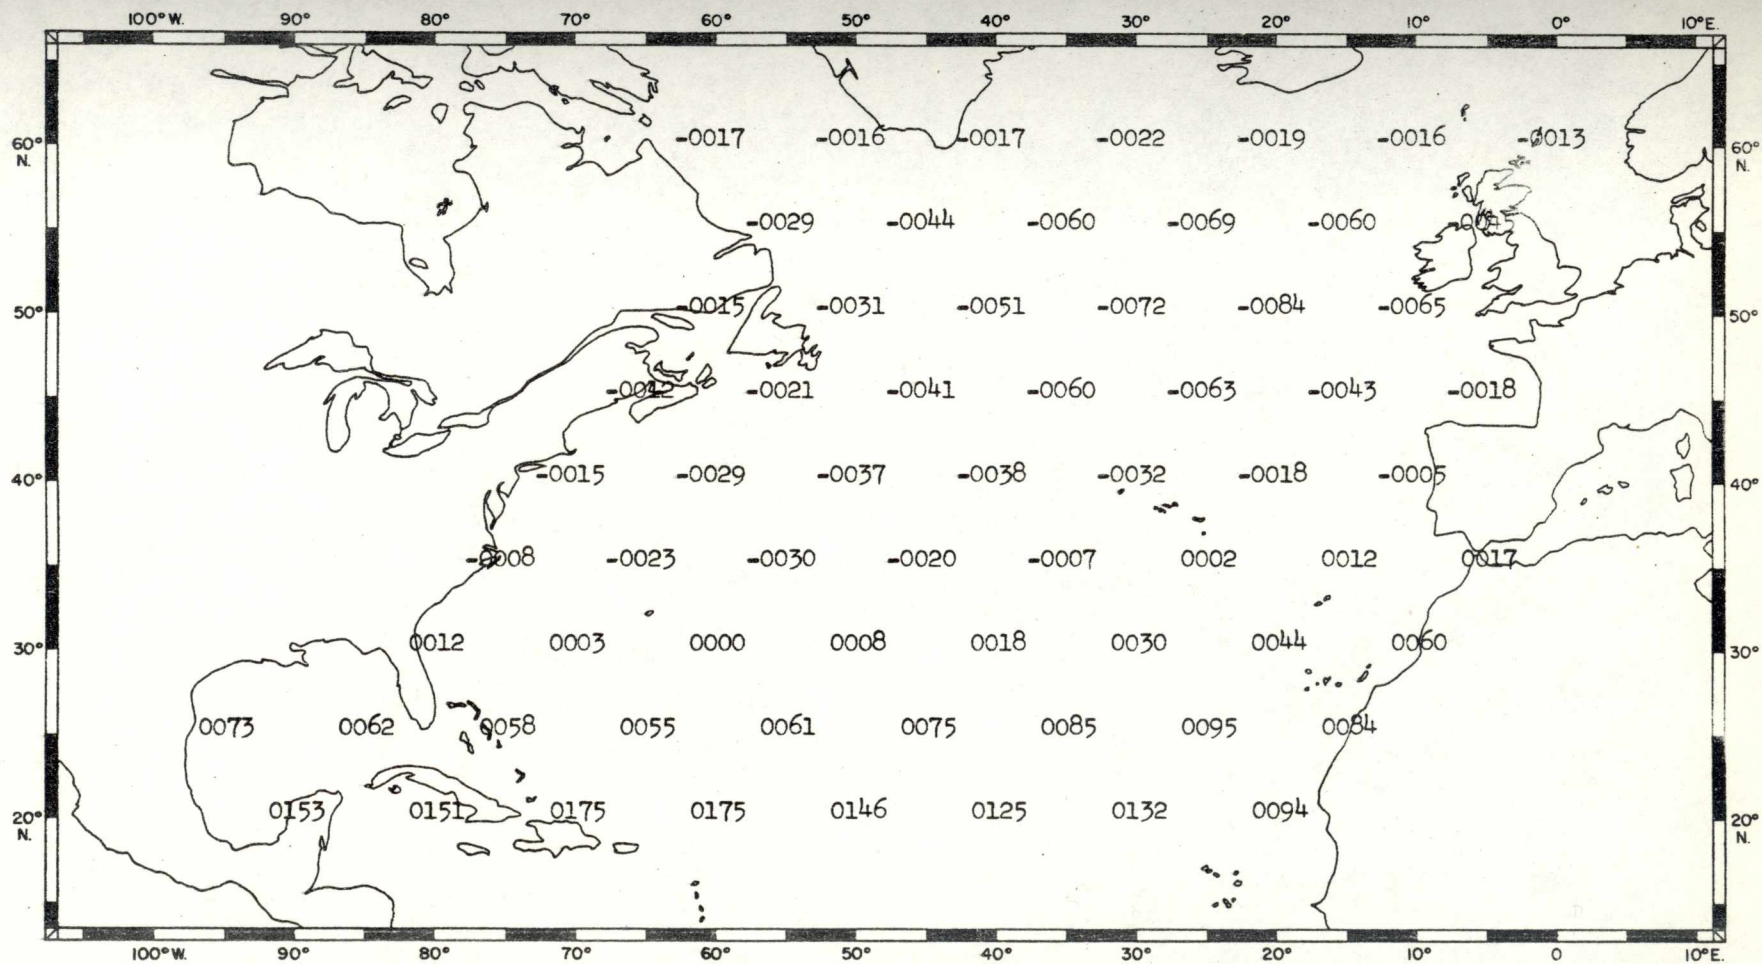 100° W. 90° 80° 70° 60° 50° 40° 30° 20° 10° 0° 10° E.
60° N. -0017 -0016 -0017 -0022 -0019 -0016 -0013 60° N.
-0029 -0044 -0060 -0069 -0060
50° -0015 -0031 -0051 -0072 -0084 -0065 50°
-0012 -0021 -0041 -0060 -0063 -0043 -0018
40° -0015 -0029 -0037 -0038 -0032 -0018 -0005 40°
-0008 -0023 -0030 -0020 -0007 0002 0012 0017
30° 0012 0003 0000 0008 0018 0030 0044 0060 30°
0073 0062 0058 0055 0061 0075 0085 0095 0084
20° N. 0153 0151 0175 0175 0146 0125 0132 0094 20° N.
100° W. 90° 80° 70° 60° 50° 40° 30° 20° 10° 0 10° E.